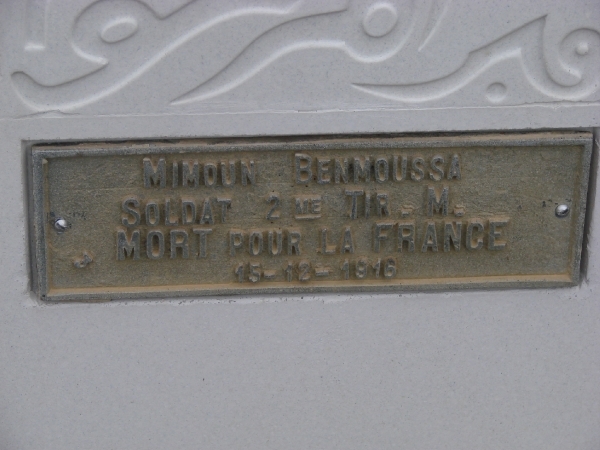 MIMOUN BENMOUSSA
SOLDAT 2ME TIR. M.
MORT POUR LA FRANCE
15-12-1916